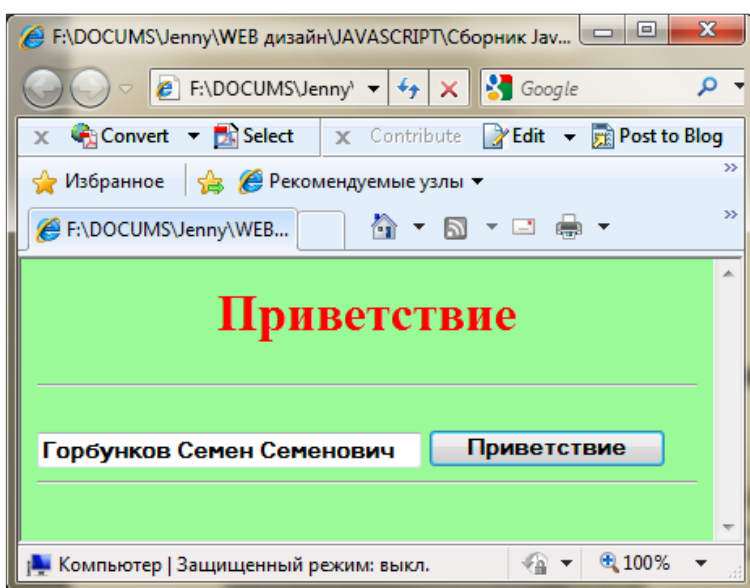 F:\DOCUMS\Jenny\WEB дизайн\JAVASCRIPT\Сборник Jav...
F:\DOCUMS\Jenny\ Google
x Convert Select x Contribute Edit Post to Blog
Избранное Рекомендуемые узлы
F:\DOCUMS\Jenny\WEB...
Приветствие
Горбунков Семен Семенович Приветствие
Компьютер | Защищенный режим: выкл. 100%